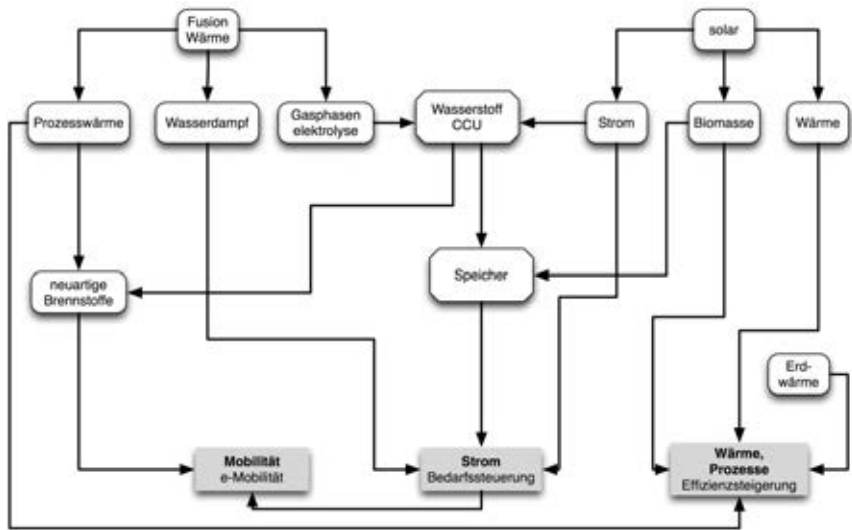 Fusion
Wärme
solar
Prozesswärme
Wasserdampf
Gasphasen
elektrolyse
Wasserstoff
CCU
Strom
Biomasse
Wärme
neuartige
Brennstoffe
Speicher
Erd-
wärme
Mobilität
e-Mobilität
Strom
Bedarfssteuerung
Wärme,
Prozesse
Effizienzsteigerung